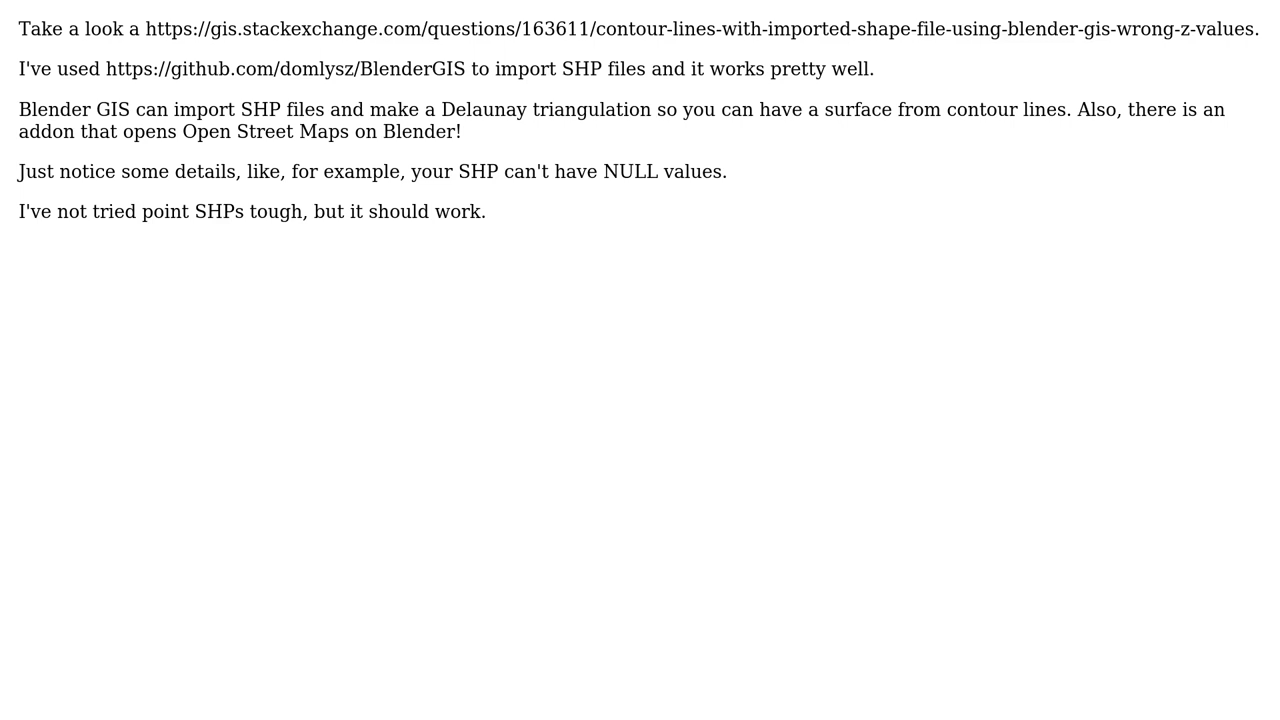 Take a look a https://gis.stackexchange.com/questions/163611/contour-lines-with-imported-shape-file-using-blender-gis-wrong-z-values.
I've used https://github.com/domlysz/BlenderGIS to import SHP files and it works pretty well.
Blender GIS can import SHP files and make a Delaunay triangulation so you can have a surface from contour lines. Also, there is an
addon that opens Open Street Maps on Blender!
Just notice some details, like, for example, your SHP can't have NULL values.
I've not tried point SHPs tough, but it should work.